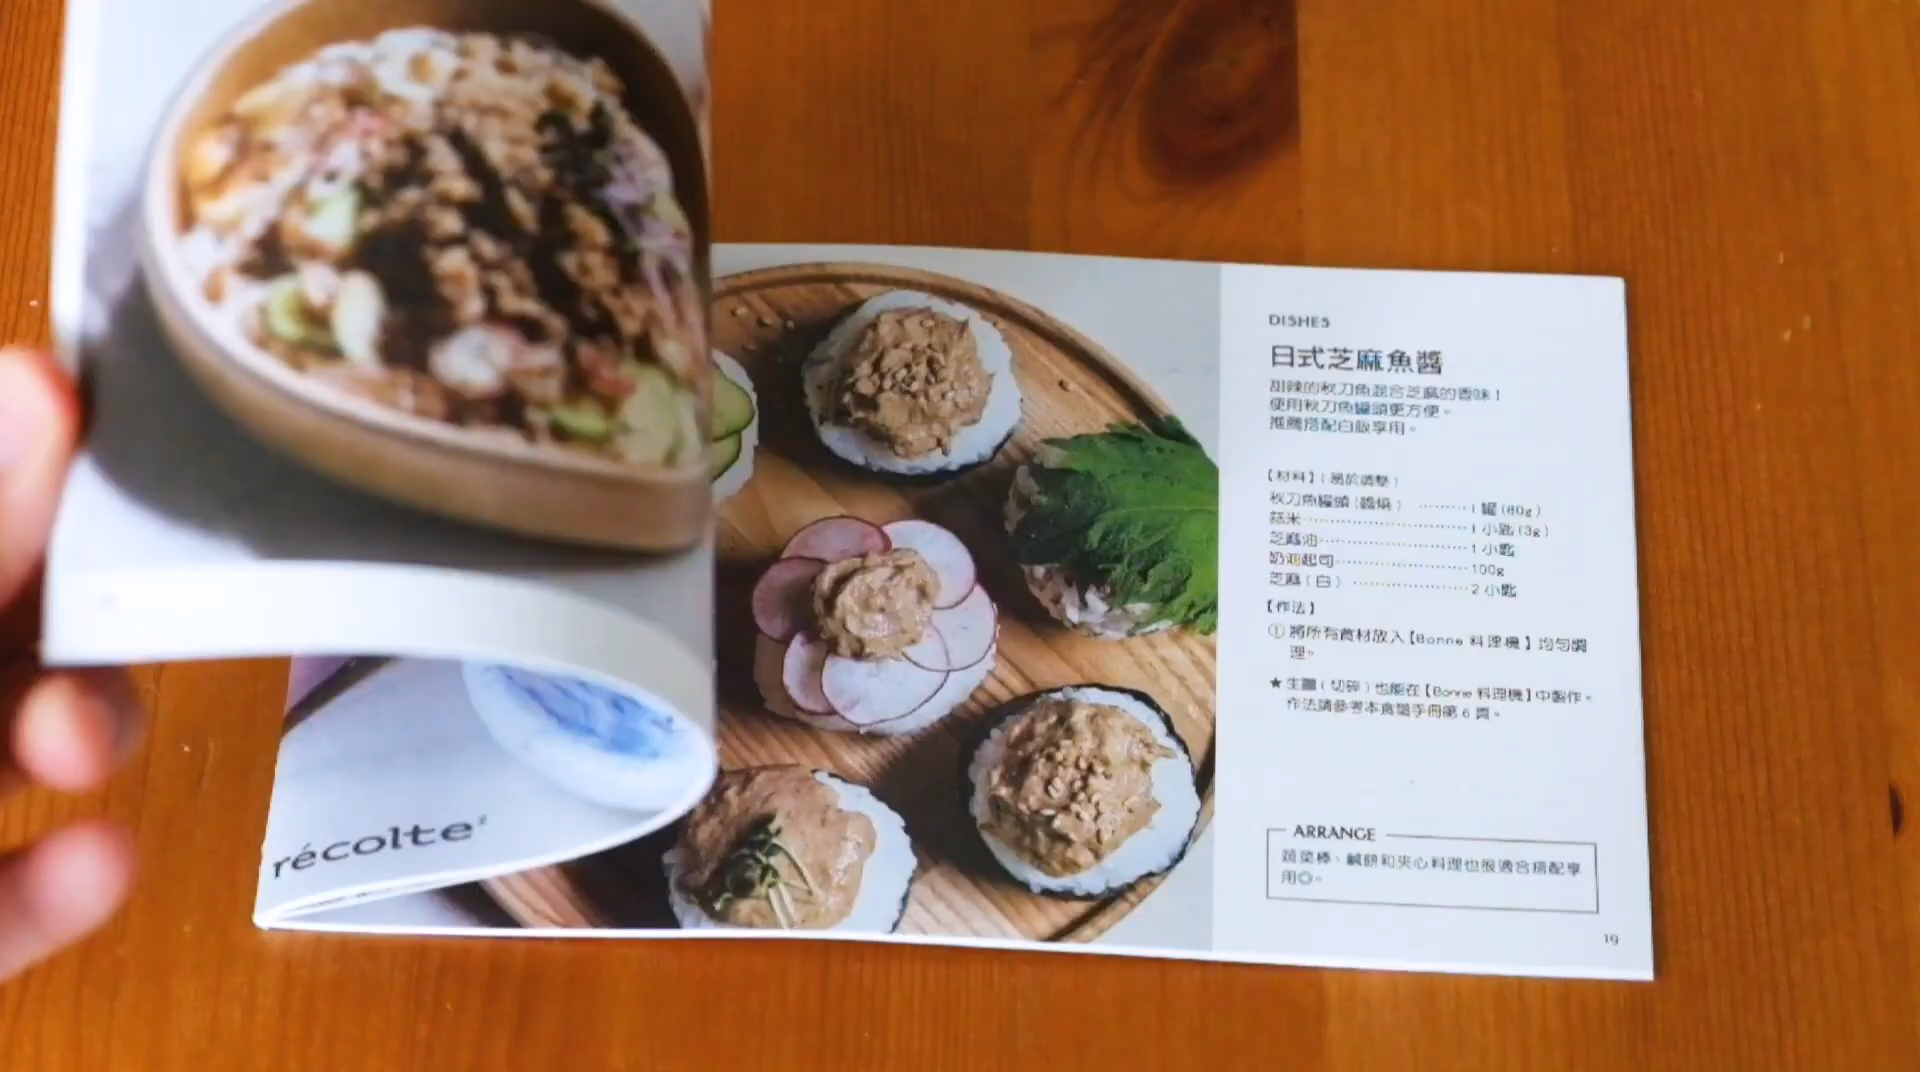 récolte
DISHES
日式芝麻魚醬
甜辣的秋刀魚混合芝麻的香味！
使用秋刀魚罐頭更方便。
推薦搭配白飯享用。
【材料】（易於調整）
秋刀魚罐頭（醬燒） ········· 1 罐 (80g)
蒜米 ····························· 1 小匙 (3g)
芝麻油 ·························· 1 小匙
奶油起司 ······················· 100g
芝麻（白） ···················· 2 小匙
【作法】
① 將所有食材放入【Bonne 料理機】均勻調
理。
★ 生薑（切碎）也能在【Bonne 料理機】中製作。
作法請參考本食譜手冊第 6 頁。
ARRANGE
蔬菜棒、鹹餅和夾心料理也很適合搭配享
用◎。
19